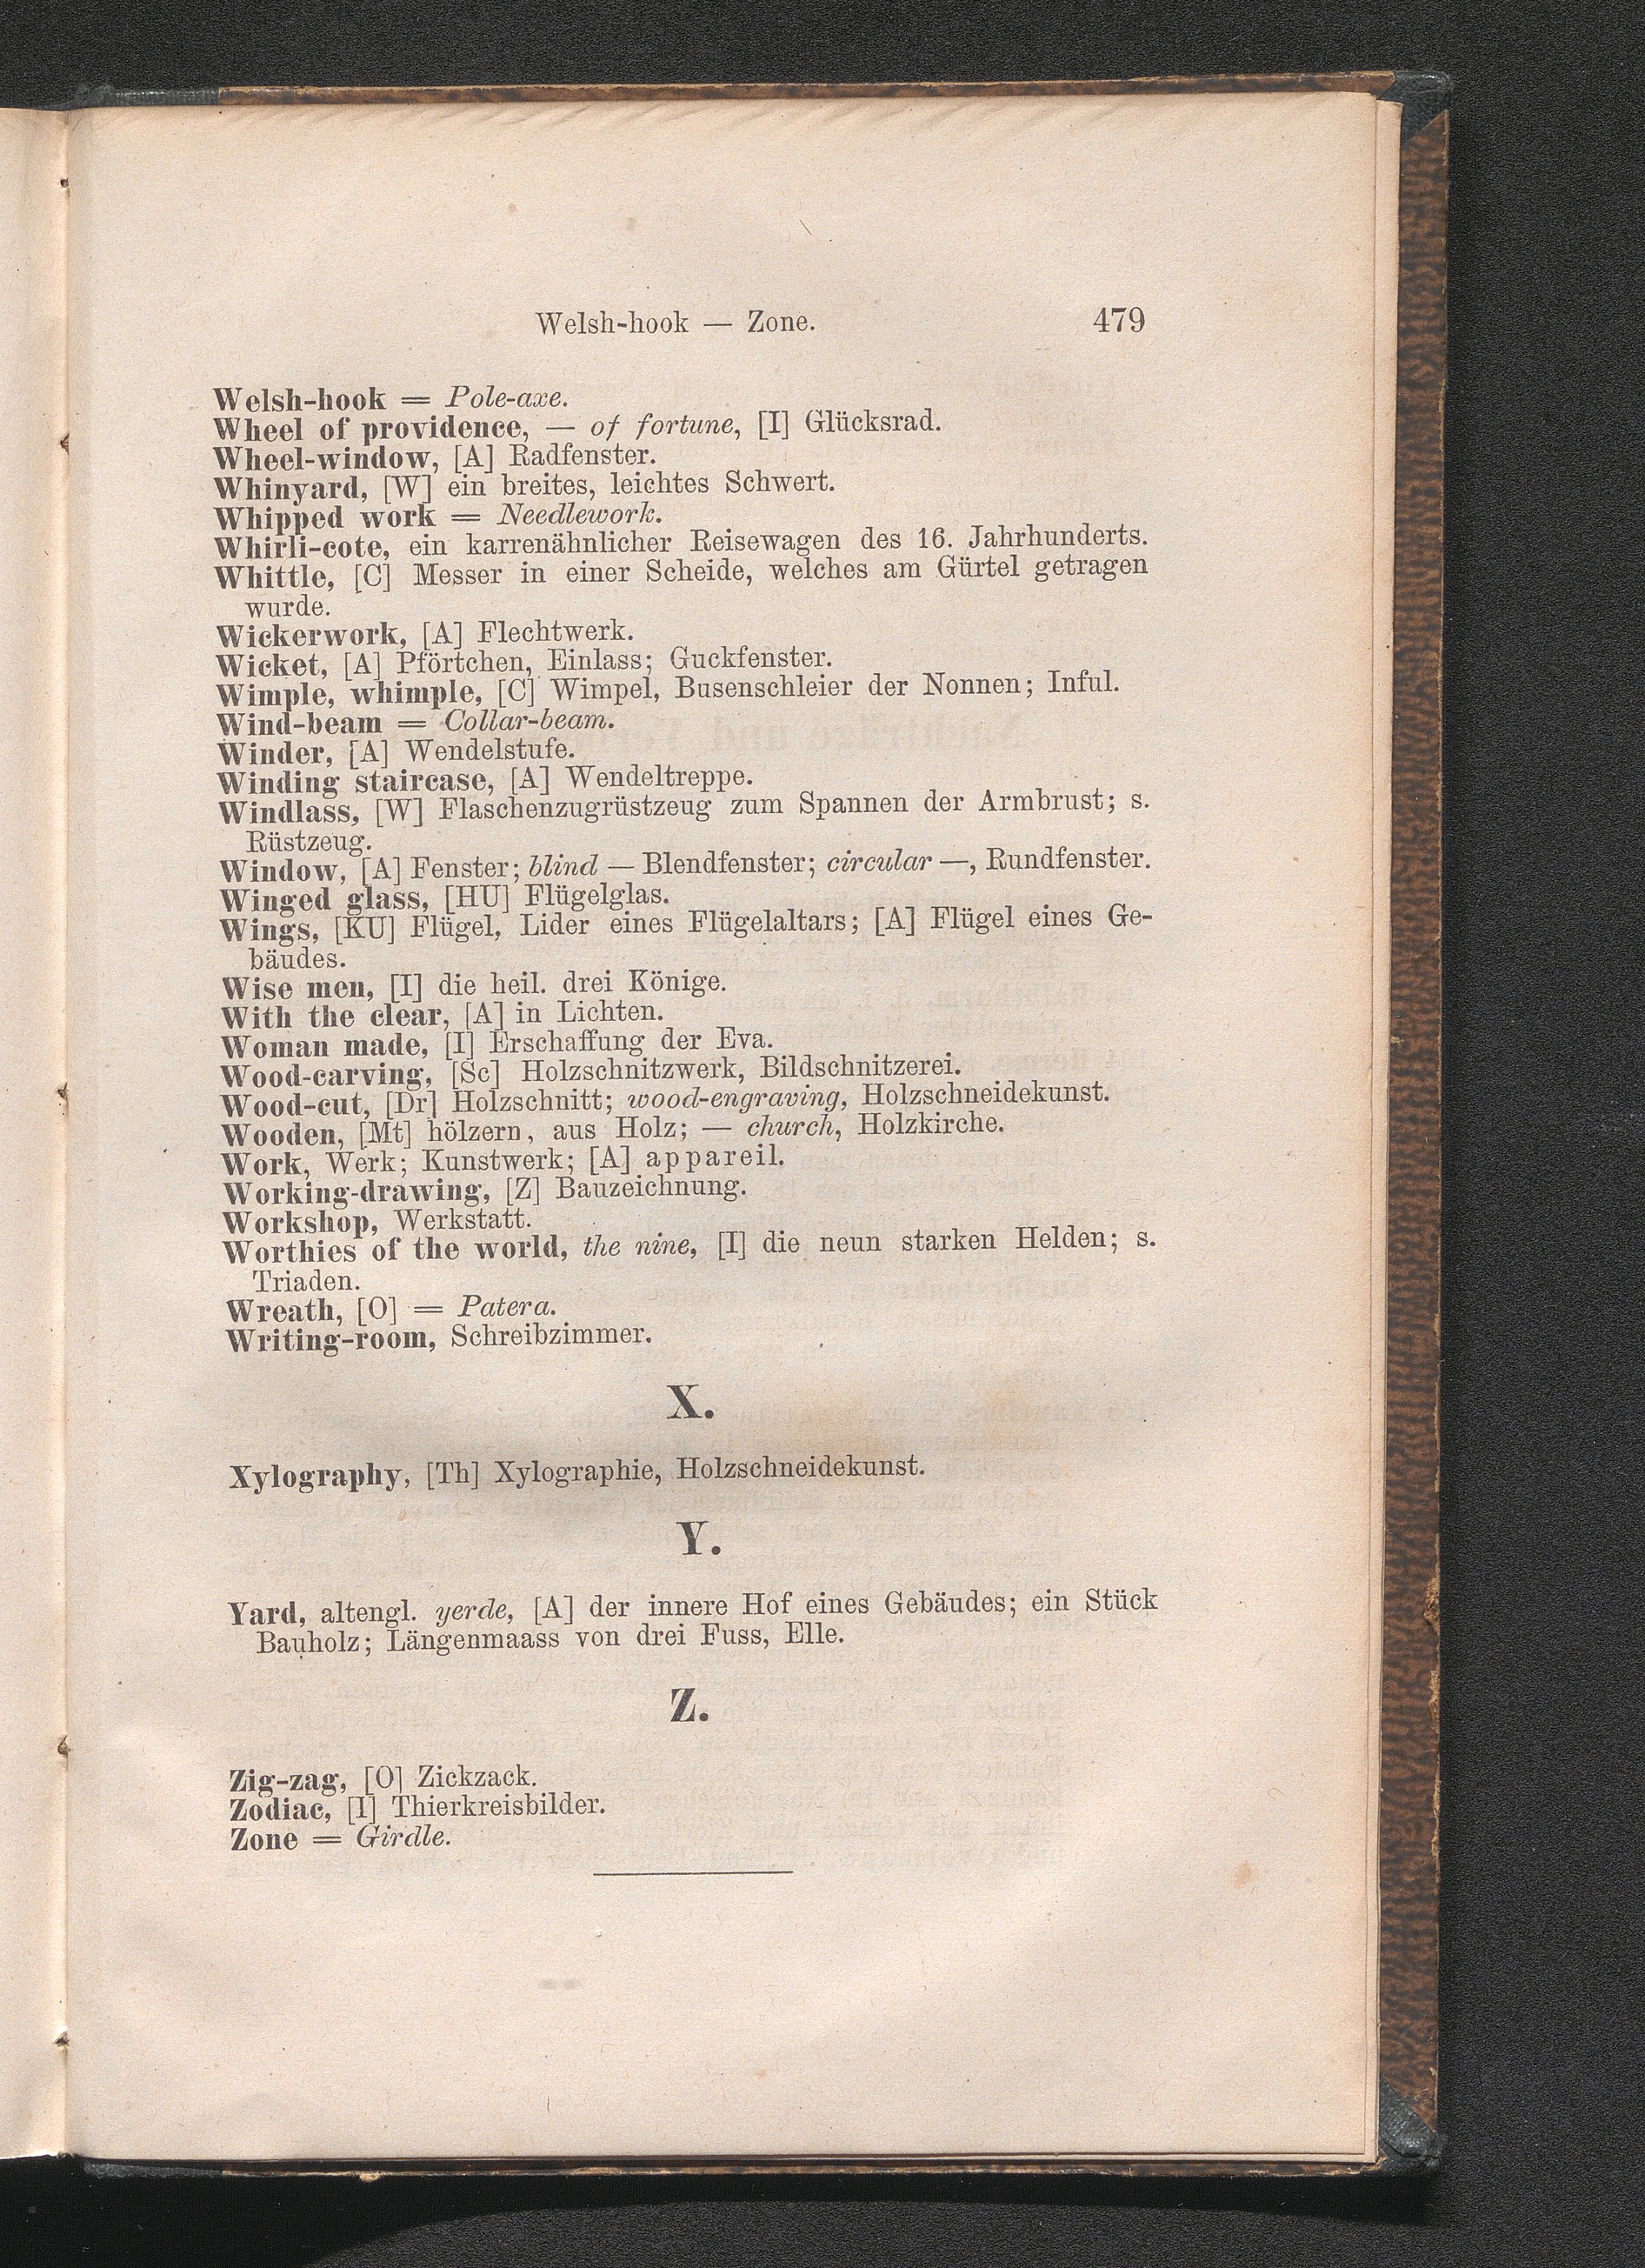 Welsh-hook — Zone. 479
Welsh-hook = Pole-axe.
Wheel of providence, — of fortune, [I] Glücksrad.
Wheel-window, [A] Radfenster.
Whinyard, [W] ein breites, leichtes Schwert.
Whipped work = Needlework.
Whirli-cote, ein karrenähnlicher Reisewagen des 16. Jahrhunderts.
Whittle, [C] Messer in einer Scheide, welches am Gürtel getragen
wurde.
Wickerwork, [A] Flechtwerk.
Wicket, [A] Pförtchen, Einlass; Guckfenster.
Wimple, whimple, [C] Wimpel, Busenschleier der Nonnen; Inful.
Wind-beam = Collar-beam.
Winder, [A] Wendelstufe.
Winding staircase, [A] Wendeltreppe.
Windlass, [W] Flaschenzugrüstzeug zum Spannen der Armbrust; s.
Rüstzeug.
Window, [A] Fenster; blind — Blendfenster; circular —, Rundfenster.
Winged glass, [HU] Flügelglas.
Wings, [KU] Flügel, Lider eines Flügelaltars; [A] Flügel eines Ge-
bäudes.
Wise men, [I] die heil. drei Könige.
With the clear, [A] in Lichten.
Woman made, [I] Erschaffung der Eva.
Wood-carving, [Sc] Holzschnitzwerk, Bildschnitzerei.
Wood-cut, [Dr] Holzschnitt; wood-engraving, Holzschneidekunst.
Wooden, [Mt] hölzern, aus Holz; — church, Holzkirche.
Work, Werk; Kunstwerk; [A] appareil.
Working-drawing, [Z] Bauzeichnung.
Workshop, Werkstatt.
Worthies of the world, the nine, [I] die neun starken Helden; s.
Triaden.
Wreath, [O] = Patera.
Writing-room, Schreibzimmer.
X.
Xylography, [Th] Xylographie, Holzschneidekunst.
Y.
Yard, altengl. yerde, [A] der innere Hof eines Gebäudes; ein Stück
Bauholz; Längenmaass von drei Fuss, Elle.
Z.
Zig-zag, [O] Zickzack.
Zodiac, [I] Thierkreisbilder.
Zone = Girdle.